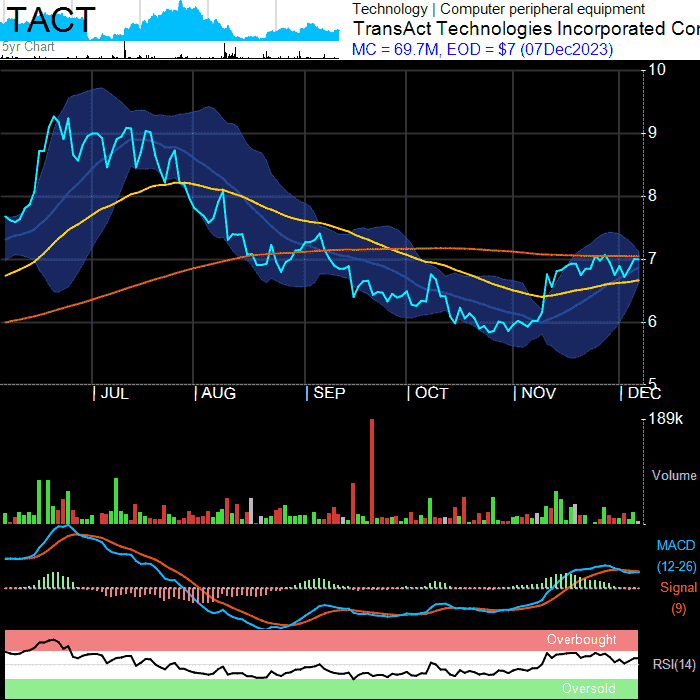 TACT
5yr Chart
Technology | Computer peripheral equipment
TransAct Technologies Incorporated Cor
MC = 69.7M, EOD = $7 (07Dec2023)
10
9
8
7
6
5
| JUL | AUG | SEP | OCT | NOV | DEC
189k
Volume
MACD
(12-26)
Signal
(9)
Overbought
RSI(14)
Oversold